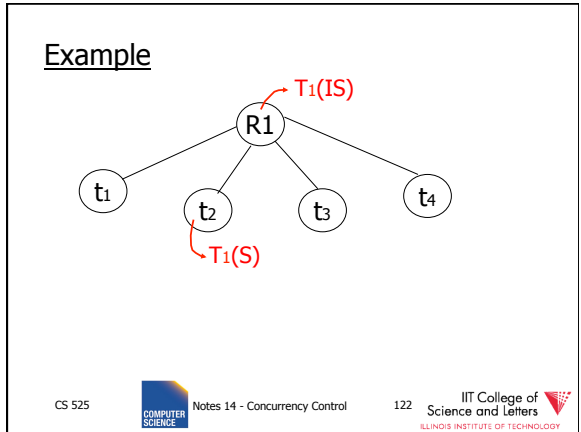 Example
T1(IS)
R1
t1
t2
t3
t4
T1(S)
CS 525
COMPUTER
SCIENCE
Notes 14 - Concurrency Control
122
IIT College of
Science and Letters
ILLINOIS INSTITUTE OF TECHNOLOGY